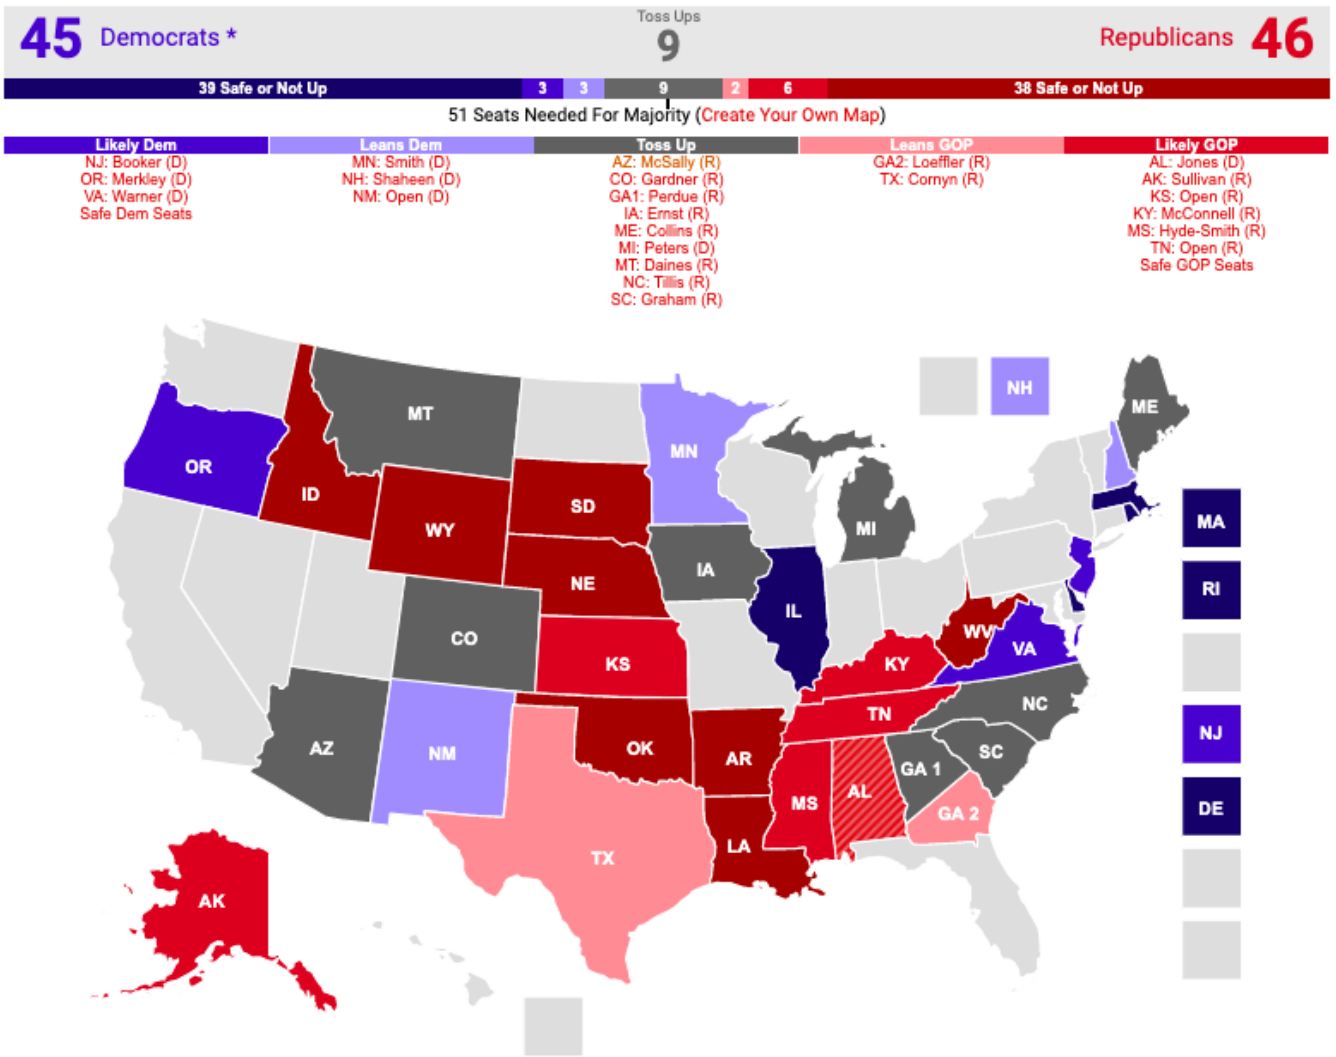 45 Democrats *
Toss Ups
9
Republicans 46
39 Safe or Not Up 3 3 9 2 6 38 Safe or Not Up
51 Seats Needed For Majority (Create Your Own Map)
Likely Dem
NJ: Booker (D)
OR: Merkley (D)
VA: Warner (D)
Safe Dem Seats
Leans Dem
MN: Smith (D)
NH: Shaheen (D)
NM: Open (D)
Toss Up
AZ: McSally (R)
CO: Gardner (R)
GA1: Perdue (R)
IA: Ernst (R)
ME: Collins (R)
MI: Peters (D)
MT: Daines (R)
NC: Tillis (R)
SC: Graham (R)
Leans GOP
GA2: Loeffler (R)
TX: Cornyn (R)
Likely GOP
AL: Jones (D)
AK: Sullivan (R)
KS: Open (R)
KY: McConnell (R)
MS: Hyde-Smith (R)
TN: Open (R)
Safe GOP Seats
NH
ME
MT
MN
OR
ID
SD
WY
MI
MA
IA
NE
RI
IL
CO
WV
VA
KS
KY
NC
TN
NJ
AZ
NM
OK
AR
SC
GA 1
MS
AL
GA 2
DE
LA
TX
AK